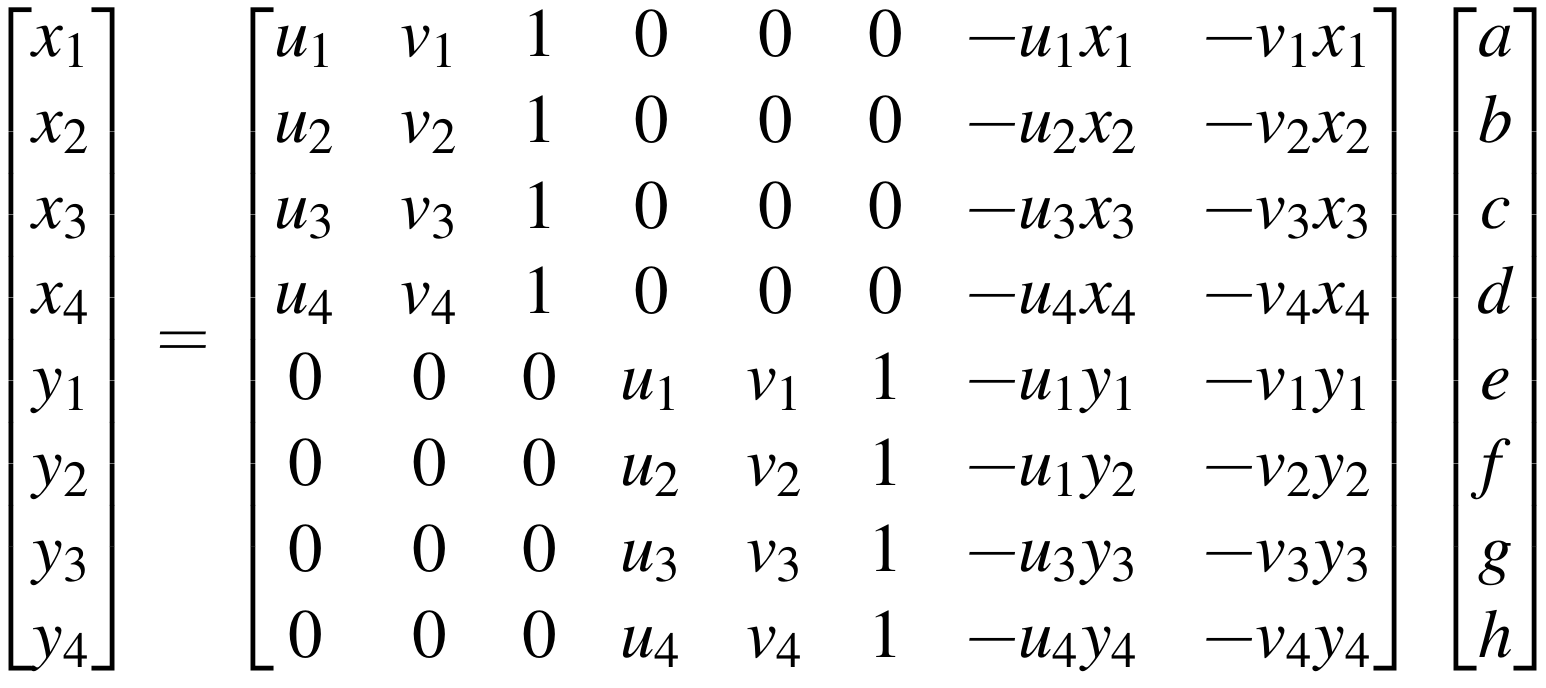 [x₁] [u₁ v₁ 1 0 0 0 −u₁x₁ −v₁x₁] [a]
[x₂] [u₂ v₂ 1 0 0 0 −u₂x₂ −v₂x₂] [b]
[x₃] [u₃ v₃ 1 0 0 0 −u₃x₃ −v₃x₃] [c]
[x₄] [u₄ v₄ 1 0 0 0 −u₄x₄ −v₄x₄] [d]
[y₁] = [0 0 0 u₁ v₁ 1 −u₁y₁ −v₁y₁] [e]
[y₂] [0 0 0 u₂ v₂ 1 −u₁y₂ −v₂y₂] [f]
[y₃] [0 0 0 u₃ v₃ 1 −u₃y₃ −v₃y₃] [g]
[y₄] [0 0 0 u₄ v₄ 1 −u₄y₄ −v₄y₄] [h]